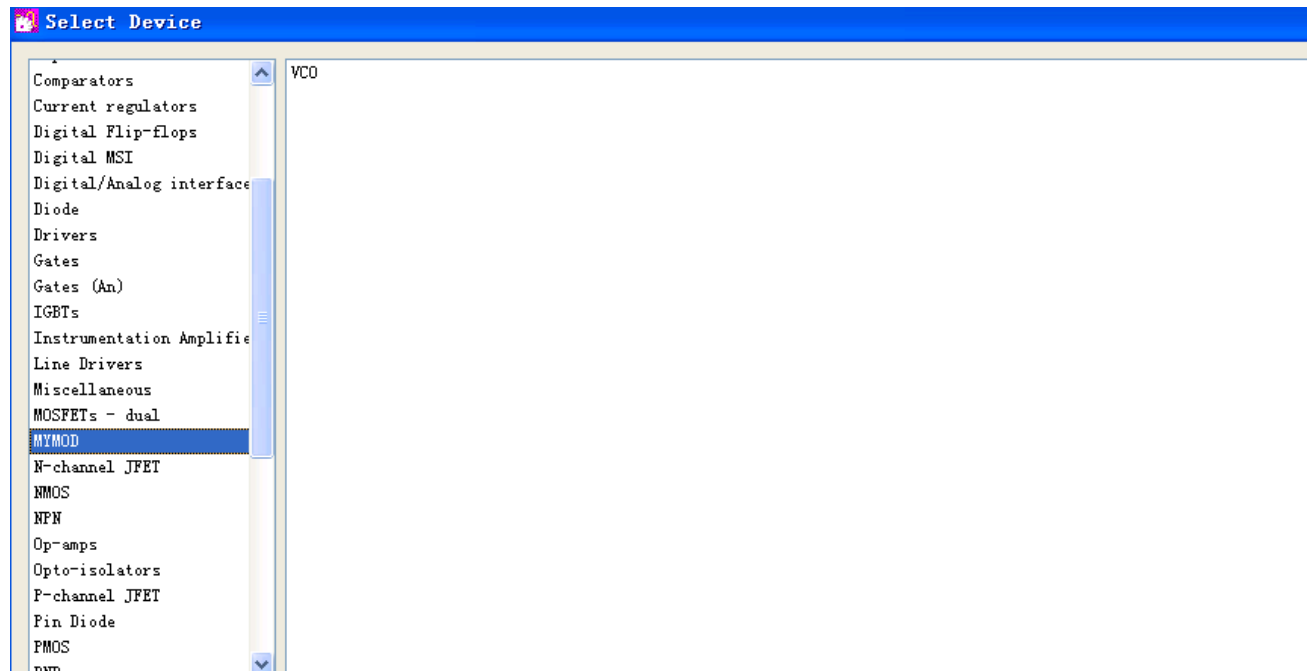 Select Device
Comparators
Current regulators
Digital Flip-flops
Digital MSI
Digital/Analog interface
Diode
Drivers
Gates
Gates (An)
IGBTs
Instrumentation Amplifie
Line Drivers
Miscellaneous
MOSFETs - dual
MYMOD
N-channel JFET
NMOS
NPN
Op-amps
Opto-isolators
P-channel JFET
Pin Diode
PMOS
VCO